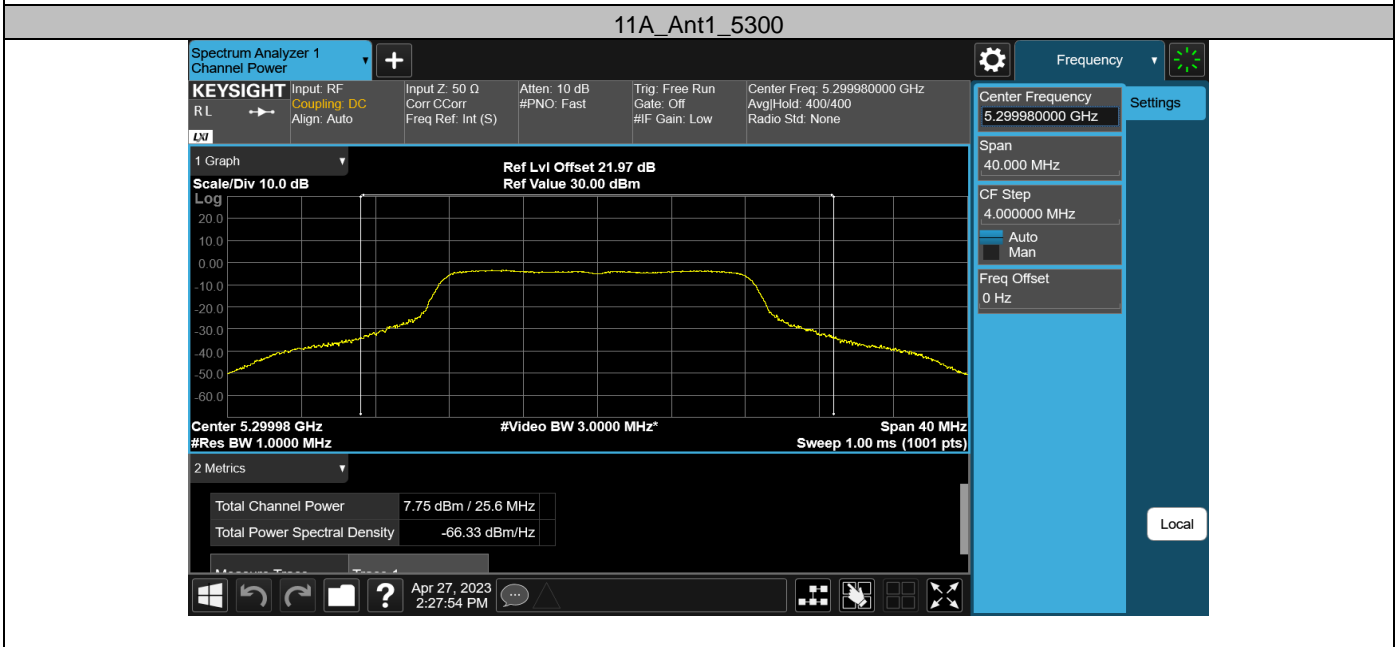 11A_Ant1_5300
Spectrum Analyzer 1
Channel Power
+
Frequency
KEYSIGHT
RL
LXI
Input: RF
Coupling: DC
Align: Auto
Input Z: 50 Ω
Corr CCorr
Freq Ref: Int (S)
Atten: 10 dB
#PNO: Fast
Trig: Free Run
Gate: Off
#IF Gain: Low
Center Freq: 5.299980000 GHz
Avg|Hold: 400/400
Radio Std: None
Center Frequency
5.299980000 GHz
Settings
Span
40.000 MHz
CF Step
4.000000 MHz
Auto
Man
Freq Offset
0 Hz
1 Graph
Scale/Div 10.0 dB
Ref Lvl Offset 21.97 dB
Ref Value 30.00 dBm
Log
20.0
10.0
0.00
-10.0
-20.0
-30.0
-40.0
-50.0
-60.0
Center 5.29998 GHz
#Video BW 3.0000 MHz*
Span 40 MHz
#Res BW 1.0000 MHz
Sweep 1.00 ms (1001 pts)
2 Metrics
Total Channel Power 7.75 dBm / 25.6 MHz
Total Power Spectral Density -66.33 dBm/Hz
Local
?
Apr 27, 2023
2:27:54 PM